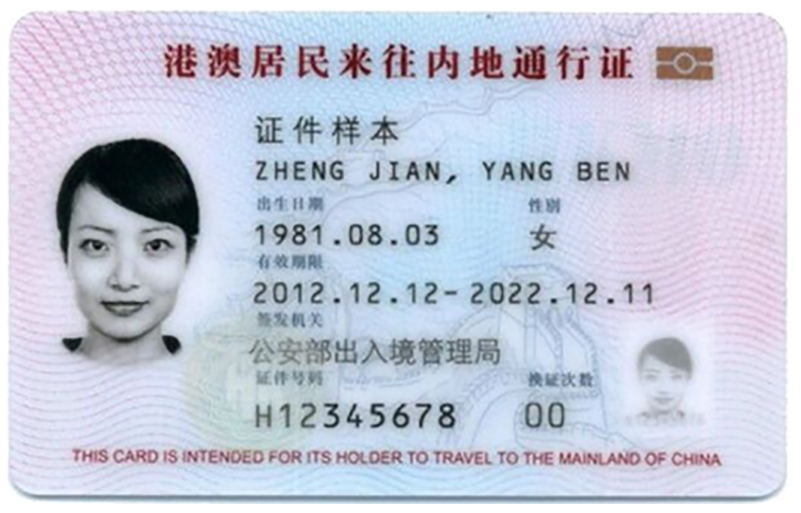 港澳居民来往内地通行证
证件样本
ZHENG JIAN, YANG BEN
出生日期 性别
1981.08.03 女
有效期限
2012.12.12-2022.12.11
签发机关
公安部出入境管理局
证件号码 换证次数
H12345678 00
THIS CARD IS INTENDED FOR ITS HOLDER TO TRAVEL TO THE MAINLAND OF CHINA